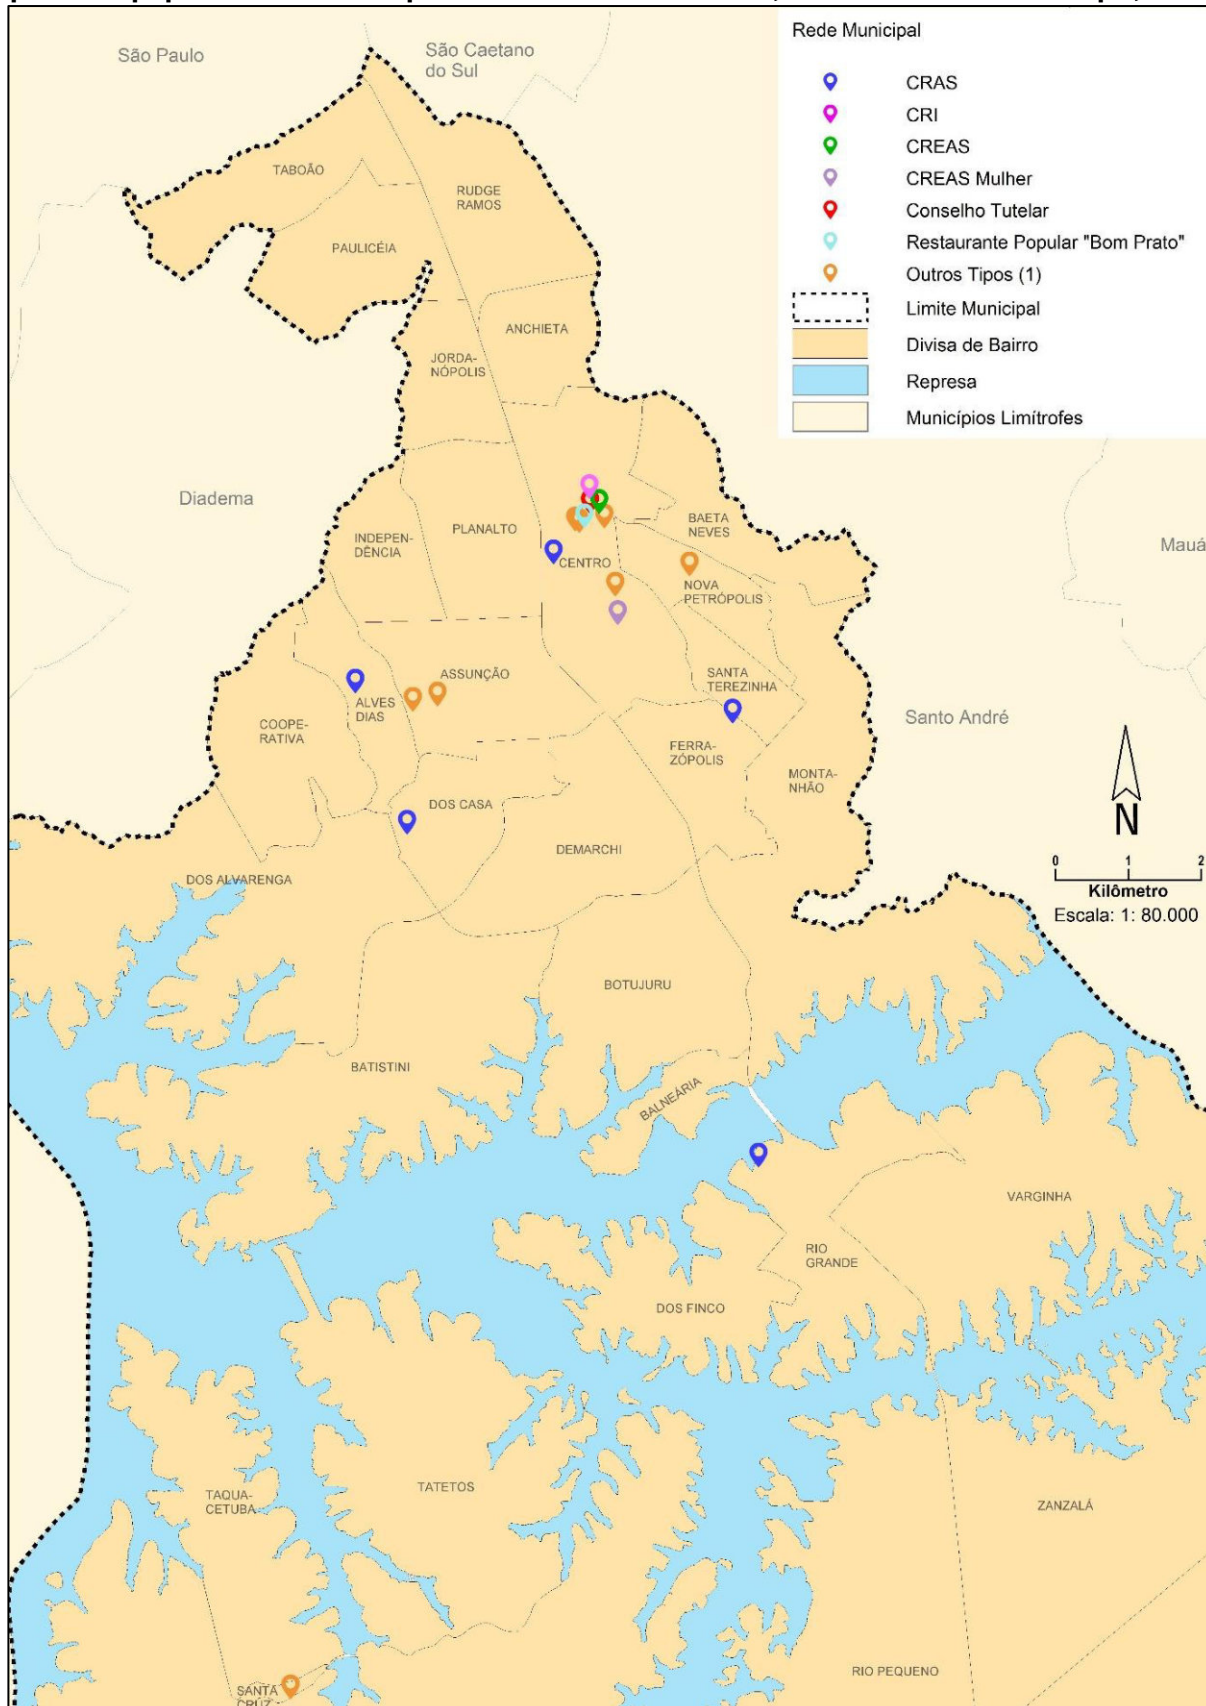 São Paulo
São Caetano
do Sul
Rede Municipal
CRAS
CRI
CREAS
CREAS Mulher
Conselho Tutelar
Restaurante Popular "Bom Prato"
Outros Tipos (1)
Limite Municipal
Divisa de Bairro
Represa
Municípios Limítrofes
TABOÃO
RUDGE
RAMOS
PAULICÉIA
ANCHIETA
JORDA-
NÓPOLIS
Diadema
PLANALTO
INDEPEN-
DÊNCIA
BAETA
NEVES
Mauá
CENTRO
NOVA
PETRÓPOLIS
ASSUNÇÃO
SANTA
TEREZINHA
ALVES
DIAS
COOPE-
RATIVA
Santo André
FERRA-
ZÓPOLIS
MONTA-
NHÃO
N
DOS CASA
DEMARCHI
DOS ALVARENGA
0 1 2
Kilômetro
Escala: 1: 80.000
BOTUJURU
BATISTINI
BALNEÁRIA
VARGINHA
RIO
GRANDE
DOS FINCO
TATETOS
TAQUA-
CETUBA
ZANZALÁ
RIO PEQUENO
SANTA
CRUZ